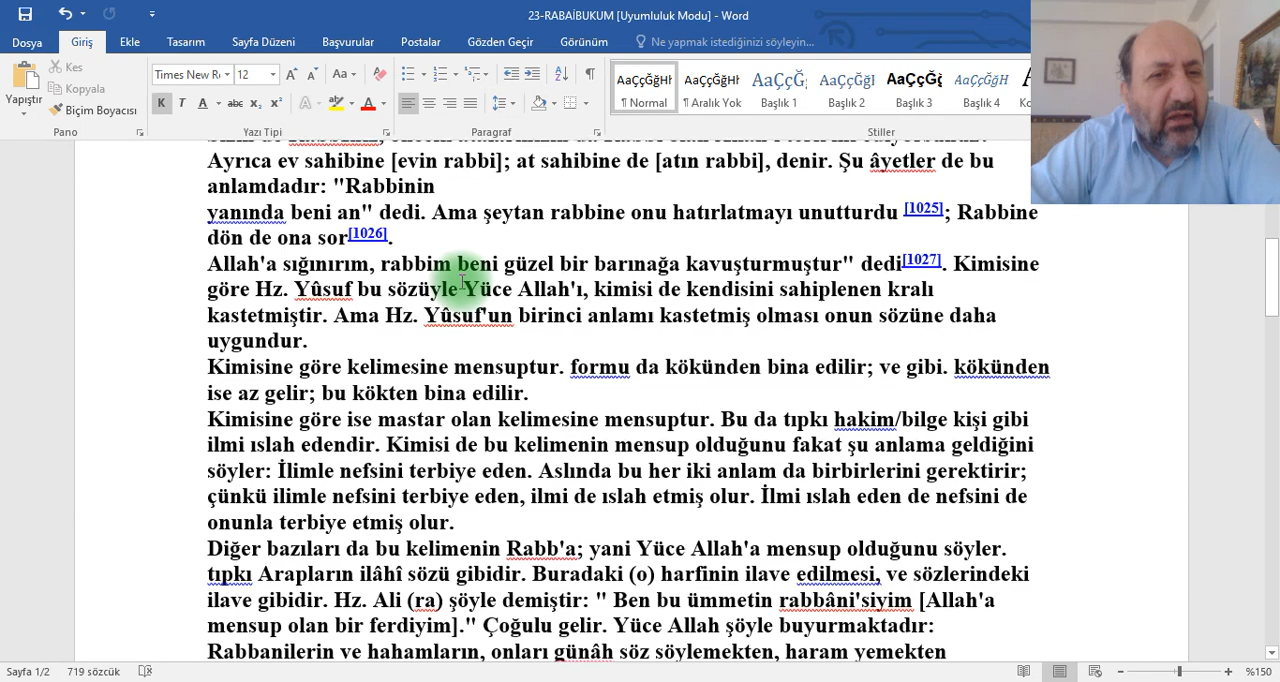 23-RABAİBUKUM [Uyumluluk Modu] - Word
Dosya Giriş Ekle Tasarım Sayfa Düzeni Başvurular Postalar Gözden Geçir Görünüm Ne yapmak istediğinizi söyleyin...
Yapıştır
Kes
Kopyala
Biçim Boyacısı
Times New Ro 12
AaÇçĞğHł AaÇçĞğHł AaÇçĞ AaÇçĞğI AaÇçĞğ AaÇçĞğH
¶ Normal ¶ Aralık Yok Başlık 1 Başlık 2 Başlık 3 Başlık 4
Pano Yazı Tipi Paragraf Stiller
Ayrıca ev sahibine [evin rabbi]; at sahibine de [atın rabbi], denir. Şu âyetler de bu
anlamdadır: "Rabbinin
yanında beni an" dedi. Ama şeytan rabbine onu hatırlatmayı unutturdu [1025]; Rabbine
dön de ona sor[1026].
Allah'a sığınırım, rabbim beni güzel bir barınağa kavuşturmuştur" dedi[1027]. Kimisine
göre Hz. Yûsuf bu sözüyle Yüce Allah'ı, kimisi de kendisini sahiplenen kralı
kastetmiştir. Ama Hz. Yûsuf'un birinci anlamı kastetmiş olması onun sözüne daha
uygundur.
Kimisine göre kelimesine mensuptur. formu da kökünden bina edilir; ve gibi. kökünden
ise az gelir; bu kökten bina edilir.
Kimisine göre ise mastar olan kelimesine mensuptur. Bu da tıpkı hakim/bilge kişi gibi
ilmi ıslah edendir. Kimisi de bu kelimenin mensup olduğunu fakat şu anlama geldiğini
söyler: İlimle nefsini terbiye eden. Aslında bu her iki anlam da birbirlerini gerektirir;
çünkü ilimle nefsini terbiye eden, ilmi de ıslah etmiş olur. İlmi ıslah eden de nefsini de
onunla terbiye etmiş olur.
Diğer bazıları da bu kelimenin Rabb'a; yani Yüce Allah'a mensup olduğunu söyler.
tıpkı Arapların ilâhî sözü gibidir. Buradaki (o) harfinin ilave edilmesi, ve sözlerindeki
ilave gibidir. Hz. Ali (ra) şöyle demiştir: " Ben bu ümmetin rabbâni'siyim [Allah'a
mensup olan bir ferdiyim]." Çoğulu gelir. Yüce Allah şöyle buyurmaktadır:
Rabbanilerin ve hahamların, onları günâh söz söylemekten, haram yemekten
Sayfa 1/2 719 sözcük %150